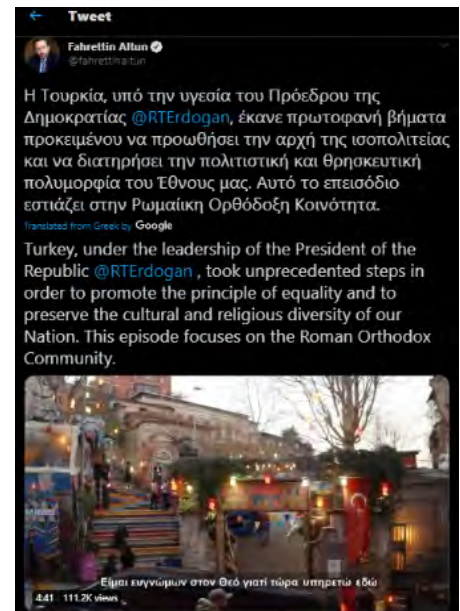 Tweet
Fahrettin Altun
@fahrettinaltun
Η Τουρκία, υπό την υγεσία του Πρόεδρου της
Δημοκρατίας @RTErdogan, έκανε πρωτοφανή βήματα
προκειμένου να προωθήσει την αρχή της ισοπολιτείας
και να διατηρήσει την πολιτιστική και θρησκευτική
πολυμορφία του Έθνους μας. Αυτό το επεισόδιο
εστιάζει στην Ρωμαίικη Ορθόδοξη Κοινότητα.
Translated from Greek by Google
Turkey, under the leadership of the President of the
Republic @RTErdogan , took unprecedented steps in
order to promote the principle of equality and to
preserve the cultural and religious diversity of our
Nation. This episode focuses on the Roman Orthodox
Community.
Είμαι ευγνώμων στον Θεό γιατί τώρα υπηρετώ εδώ
4:41 111.2K views